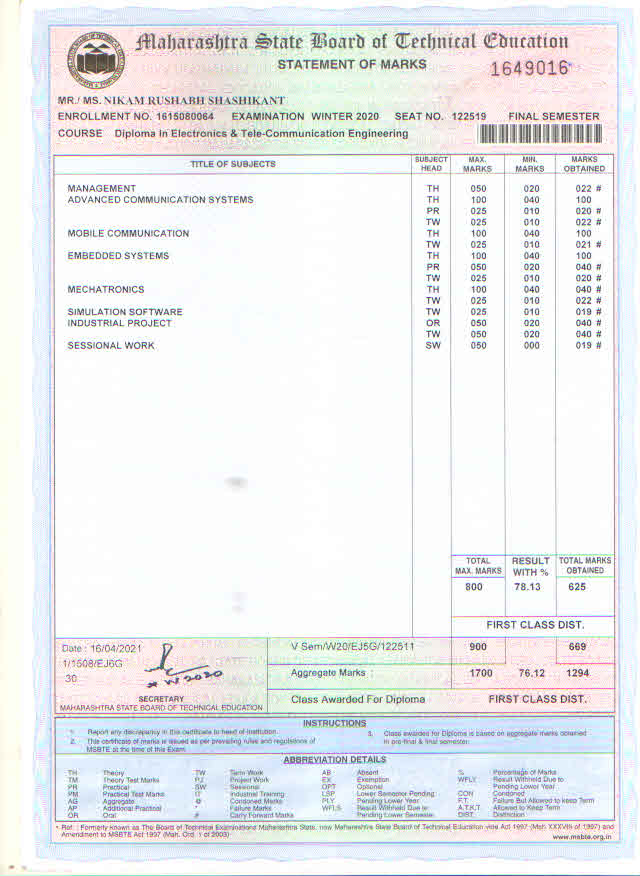 Maharashtra State Board of Technical Education
STATEMENT OF MARKS
1649016
MR./ MS. NIKAM RUSHABH SHASHIKANT
ENROLLMENT NO. 1615080064 EXAMINATION WINTER 2020 SEAT NO. 122519 FINAL SEMESTER
COURSE Diploma In Electronics & Tele-Communication Engineering
TITLE OF SUBJECTS SUBJECT HEAD MAX. MARKS MIN. MARKS MARKS OBTAINED
MANAGEMENT TH 050 020 022 #
ADVANCED COMMUNICATION SYSTEMS TH 100 040 100
PR 025 010 020 #
TW 025 010 022 #
MOBILE COMMUNICATION TH 100 040 100
TW 025 010 021 #
EMBEDDED SYSTEMS TH 100 040 100
PR 050 020 040 #
TW 025 010 020 #
MECHATRONICS TH 100 040 040 #
TW 025 010 022 #
SIMULATION SOFTWARE TW 025 010 019 #
INDUSTRIAL PROJECT OR 050 020 040 #
TW 050 020 040 #
SESSIONAL WORK SW 050 000 019 #
TOTAL MAX. MARKS RESULT WITH % TOTAL MARKS OBTAINED
800 78.13 625
FIRST CLASS DIST.
Date : 16/04/2021 V Sem/W20/EJ5G/122511 900 669
1/1508/EJ6G
30 Aggregate Marks : 1700 76.12 1294
W 2020
SECRETARY
MAHARASHTRA STATE BOARD OF TECHNICAL EDUCATION
Class Awarded For Diploma FIRST CLASS DIST.
INSTRUCTIONS
1. Report any discrepancy in this certificate to head of Institution.
2. This certificate of marks is issued as per prevailing rules and regulations of MSBTE at the time of this Exam.
3. Class awarded for Diploma is based on aggregate marks obtained in pre-final & final semester.
ABBREVIATION DETAILS
TH Theory TW Term Work AB Absent % Percentage of Marks
TM Theory Test Marks PJ Project Work EX Exemption WFLY Result Withheld Due to
PR Practical SW Sessional OPT Optional Pending Lower Year
PM Practical Test Marks IT Industrial Training LSP Lower Semester Pending CON Condoned
AG Aggregate @ Condoned Marks PLY Pending Lower Year F.T. Failure But Allowed to keep Term
AP Additional Practical * Failure Marks WFLS Result Withheld Due to A.T.K.T. Allowed to Keep Term
OR Oral # Carry Forward Marks Pending Lower Semester DIST. Distinction
* Ref : Formerly known as The Board of Technical Examinations Maharashtra State, now Maharashtra State Board of Technical Education vide Act 1997 (Mah. XXXVIII of 1997) and
Amendment to MSBTE Act 1997 (Mah. Ord. 1 of 2003)
www.msbte.org.in